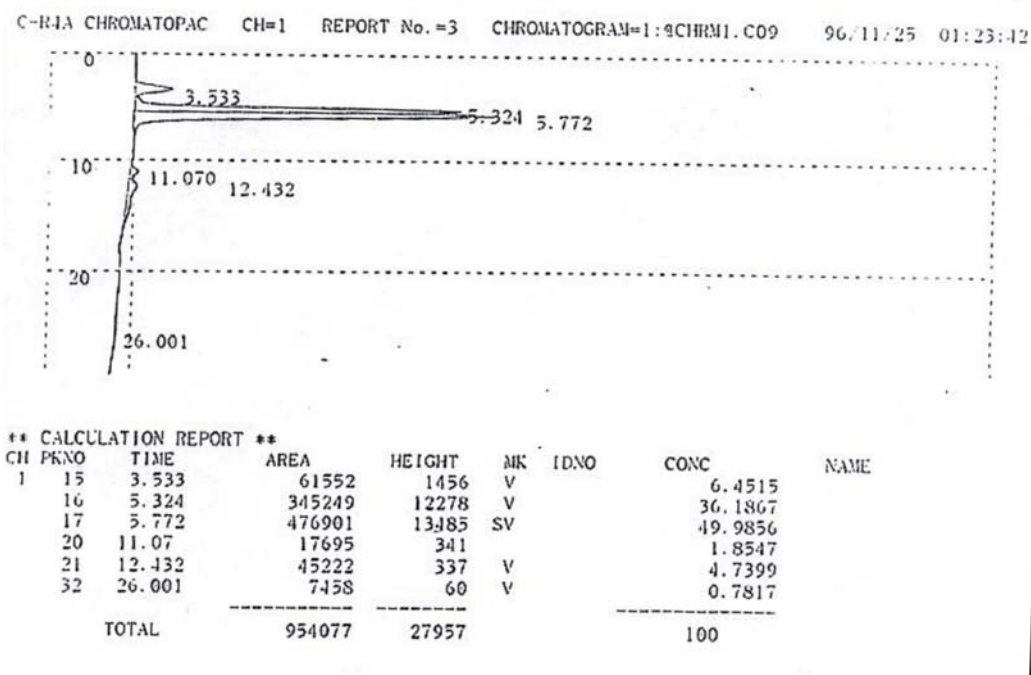 C-R4A CHROMATOPAC CH=1 REPORT No.=3 CHROMATOGRAM=1:@CHRM1.C09 96/11/25 01:23:42
0
3.533
5.324 5.772
10
11.070
12.432
20
26.001
** CALCULATION REPORT **
CH PKNO TIME AREA HEIGHT MK IDNO CONC NAME
1 15 3.533 61552 1456 V 6.4515
16 5.324 345249 12278 V 36.1867
17 5.772 476901 13485 SV 49.9856
20 11.07 17695 341 1.8547
21 12.432 45222 337 V 4.7399
32 26.001 7458 60 V 0.7817
TOTAL 954077 27957 100